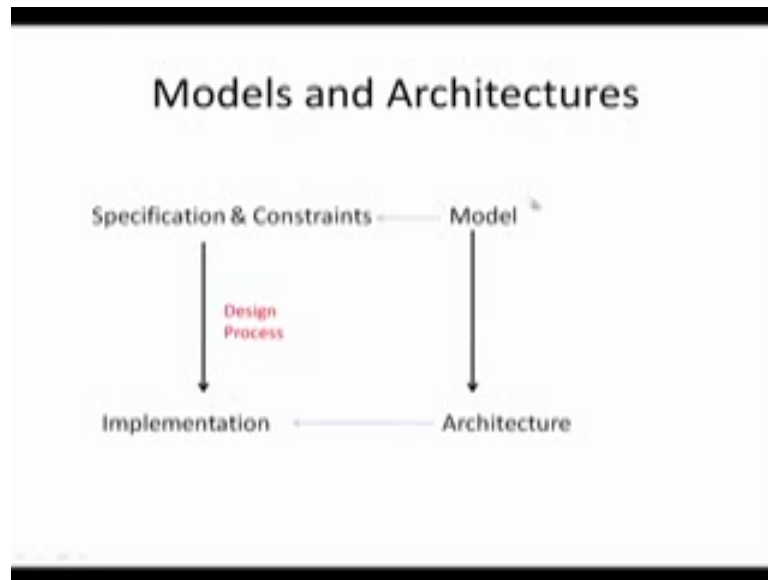 Models and Architectures
Specification & Constraints
Model
Design
Process
Implementation
Architecture